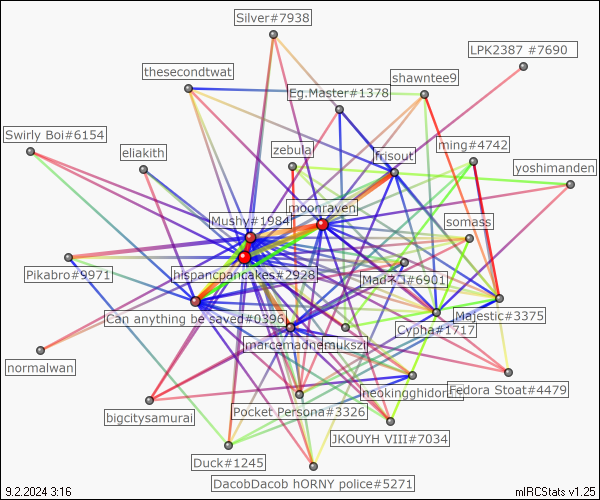 Silver#7938
LPK2387 #7690
thesecondtwat
shawntee9
Eg.Master#1378
Swirly Boi#6154
ming#4742
eliakith
zebula
frisout
yoshimanden
moonraven
Mushy#1984
somass
Pikabro#9971
hispancpancakes#2928
Madネコ#6901
Can anything be saved#0396
Majestic#3375
Cypha#1717
marcemadne
mukszi
normalwan
neokingghidorah
Fedora Stoat#4479
bigcitysamurai
Pocket Persona#3326
JKOUYH VIII#7034
Duck#1245
DacobDacob hORNY police#5271
9.2.2024 3:16
mIRCStats v1.25